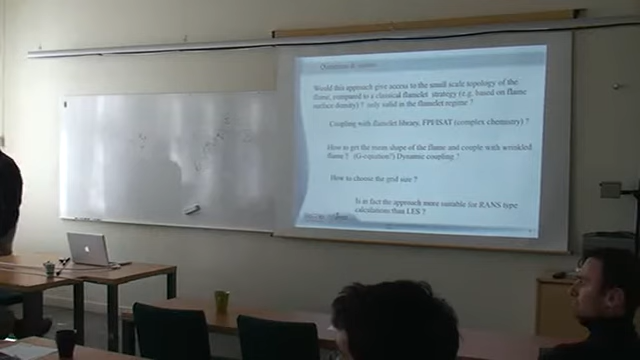 Would this approach give access to the small scale topology of the
flame, compared to a classical flamelet strategy (e.g. based on flame
surface density) ? only valid in the flamelet regime ?
Coupling with flamelet library, FPI/ISAT (complex chemistry) ?
How to get the mean shape of the flame and couple with wrinkled
flame ? (G-equation?) Dynamic coupling ?
How to choose the grid size ?
Is in fact the approach more suitable for RANS type
calculations than LES ?